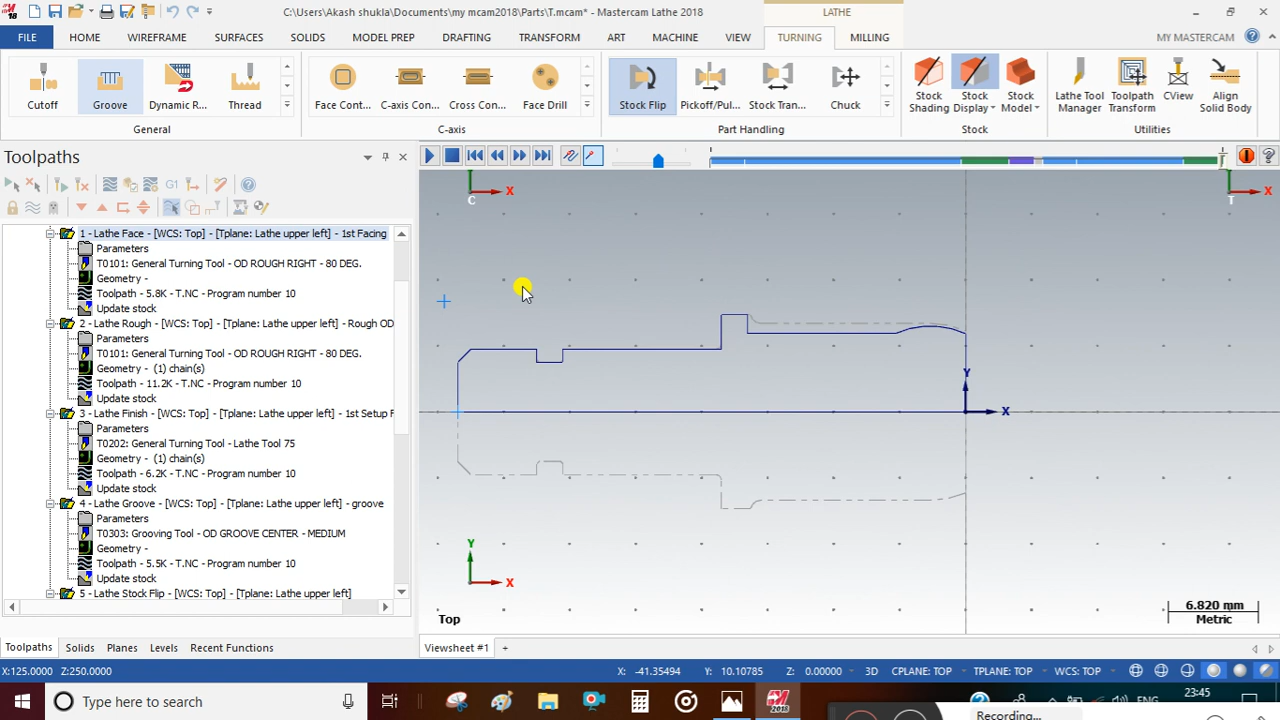 C:\Users\Akash shukla\Documents\my mcam2018\Parts\T.mcam* - Mastercam Lathe 2018
LATHE
FILE HOME WIREFRAME SURFACES SOLIDS MODEL PREP DRAFTING TRANSFORM ART MACHINE VIEW TURNING MILLING MY MASTERCAM
Cutoff Groove Dynamic R... Thread
Face Cont... C-axis Con... Cross Con... Face Drill
Stock Flip Pickoff/Pul... Stock Tran... Chuck
Stock Shading
Stock Display
Stock Model
Lathe Tool Manager
Toolpath Transform
CView
Align Solid Body
General C-axis Part Handling Stock Utilities
Toolpaths
G1
1 - Lathe Face - [WCS: Top] - [Tplane: Lathe upper left] - 1st Facing
Parameters
T0101: General Turning Tool - OD ROUGH RIGHT - 80 DEG.
Geometry -
Toolpath - 5.8K - T.NC - Program number 10
Update stock
2 - Lathe Rough - [WCS: Top] - [Tplane: Lathe upper left] - Rough OD
Parameters
T0101: General Turning Tool - OD ROUGH RIGHT - 80 DEG.
Geometry - (1) chain(s)
Toolpath - 11.2K - T.NC - Program number 10
Update stock
3 - Lathe Finish - [WCS: Top] - [Tplane: Lathe upper left] - 1st Setup F
Parameters
T0202: General Turning Tool - Lathe Tool 75
Geometry - (1) chain(s)
Toolpath - 6.2K - T.NC - Program number 10
Update stock
4 - Lathe Groove - [WCS: Top] - [Tplane: Lathe upper left] - groove
Parameters
T0303: Grooving Tool - OD GROOVE CENTER - MEDIUM
Geometry -
Toolpath - 5.5K - T.NC - Program number 10
Update stock
5 - Lathe Stock Flip - [WCS: Top] - [Tplane: Lathe upper left]
X
C
X
T
Y
X
Y
X
Top
6.820 mm
Metric
Toolpaths Solids Planes Levels Recent Functions
Viewsheet #1 +
X:125.0000 Z:250.0000 X: -41.35494 Y: 10.10785 Z: 0.00000 3D CPLANE: TOP TPLANE: TOP WCS: TOP
Type here to search
2018
ENG
23:45
Recording...